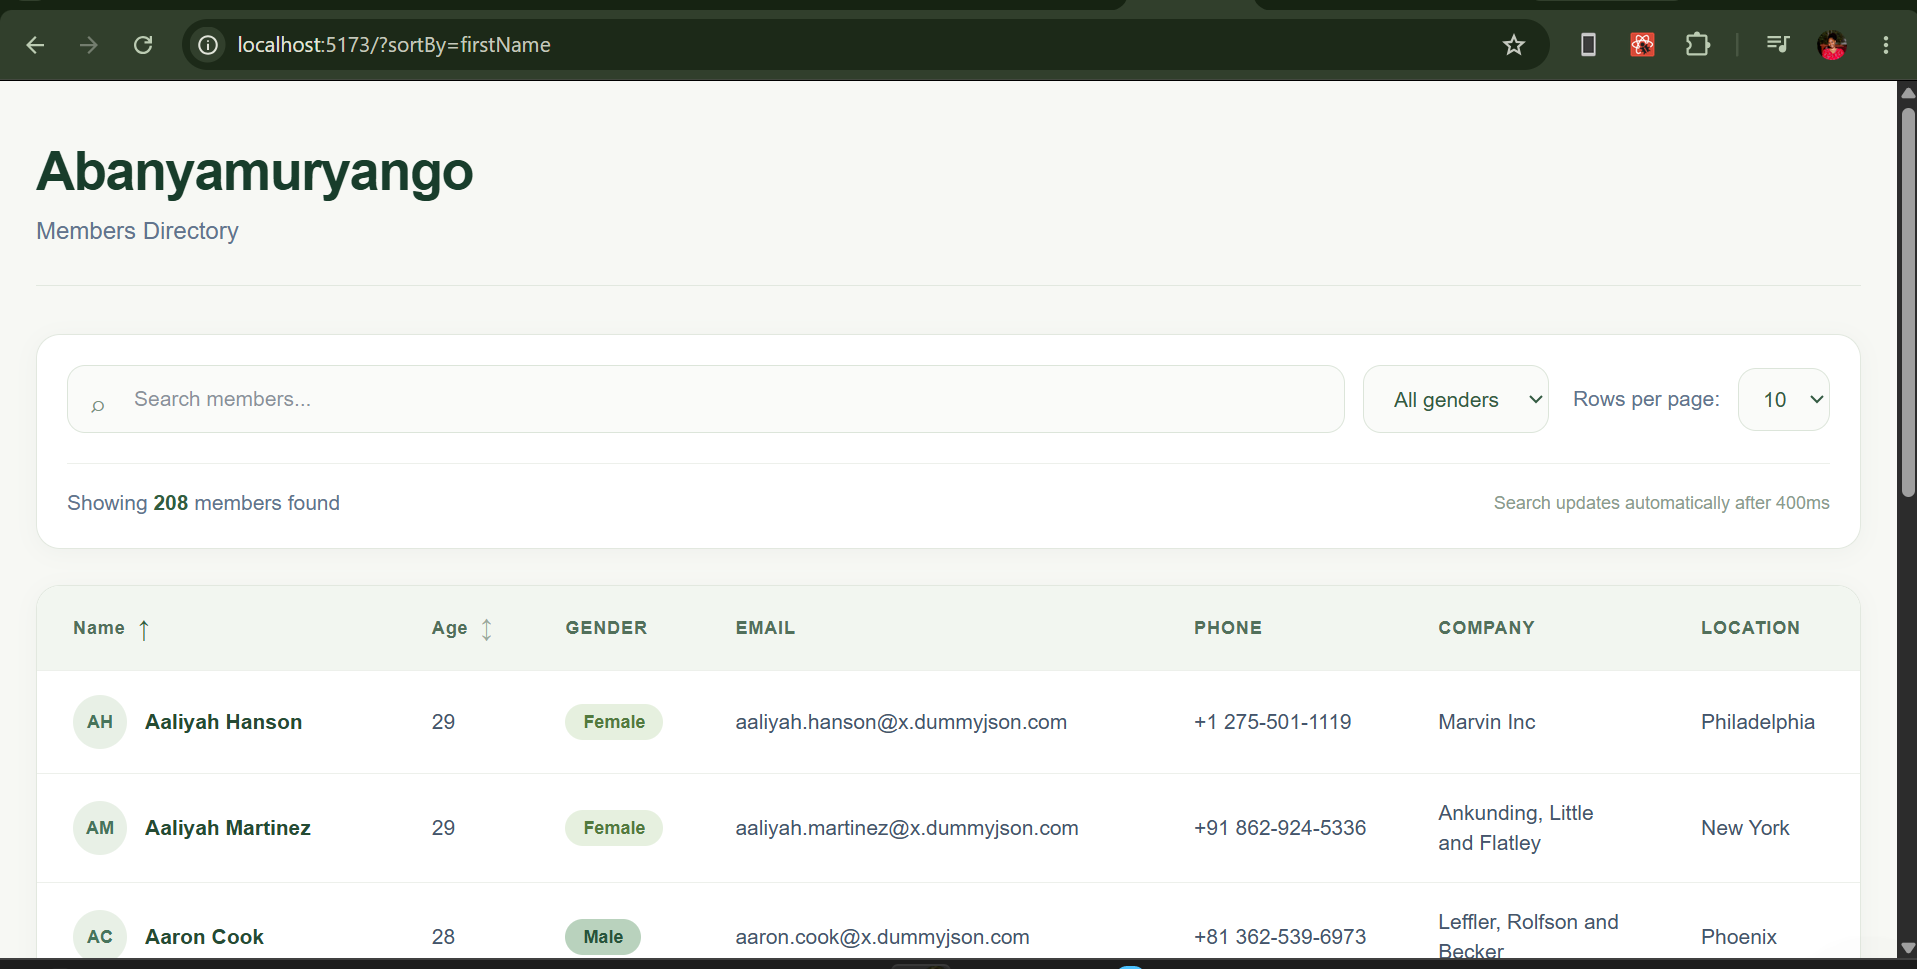 localhost:5173/?sortBy=firstName
Abanyamuryango
Members Directory
Search members...
All genders
Rows per page:
10
Showing 208 members found
Search updates automatically after 400ms
Name ↑ Age ↕ GENDER EMAIL PHONE COMPANY LOCATION
AH Aaliyah Hanson 29 Female aaliyah.hanson@x.dummyjson.com +1 275-501-1119 Marvin Inc Philadelphia
AM Aaliyah Martinez 29 Female aaliyah.martinez@x.dummyjson.com +91 862-924-5336 Ankunding, Little
and Flatley New York
AC Aaron Cook 28 Male aaron.cook@x.dummyjson.com +81 362-539-6973 Leffler, Rolfson and
Becker Phoenix